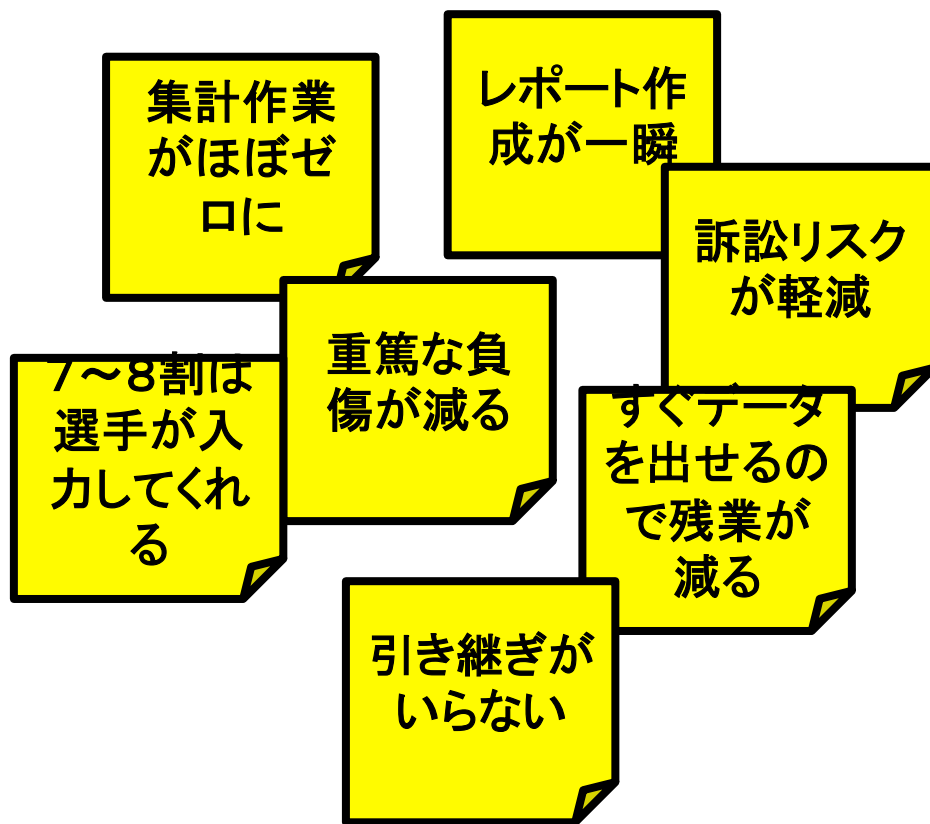 集計作業
がほぼゼ
ロに
レポート作
成が一瞬
訴訟リスク
が軽減
重篤な負
傷が減る
7～8割は
選手が入
力してくれ
る
すぐデータ
を出せるの
で残業が
減る
引き継ぎが
いらない